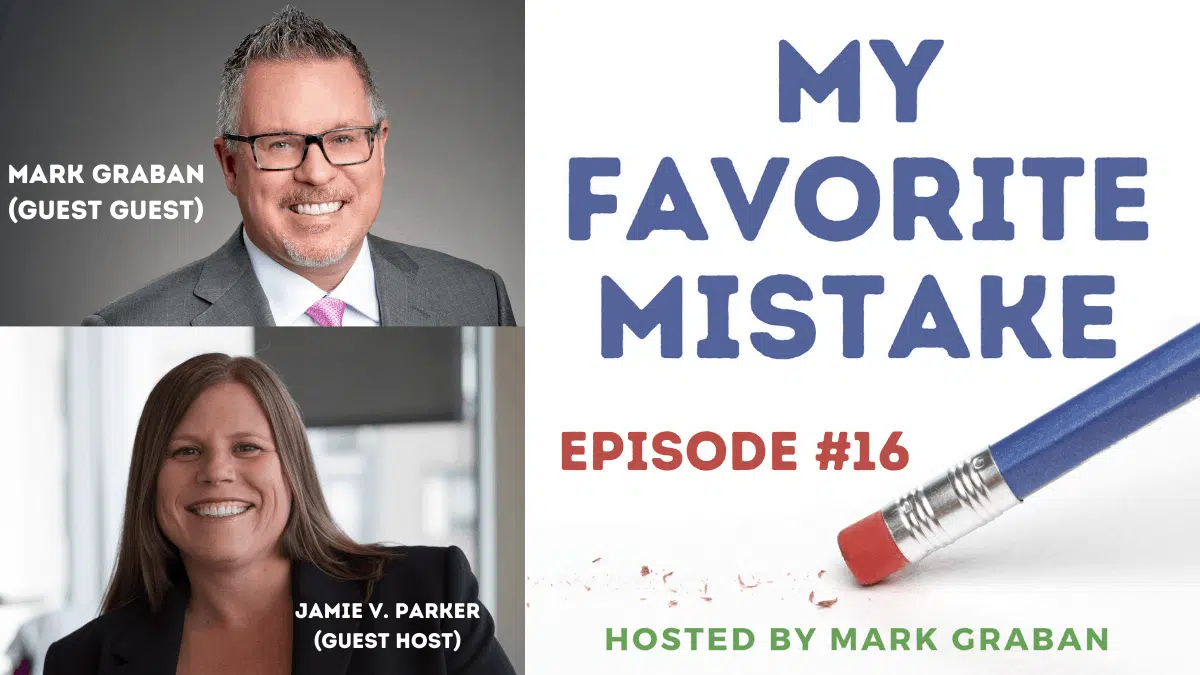 MARK GRABAN
(GUEST GUEST)
JAMIE V. PARKER
(GUEST HOST)
MY
FAVORITE
MISTAKE
EPISODE #16
HOSTED BY MARK GRABAN